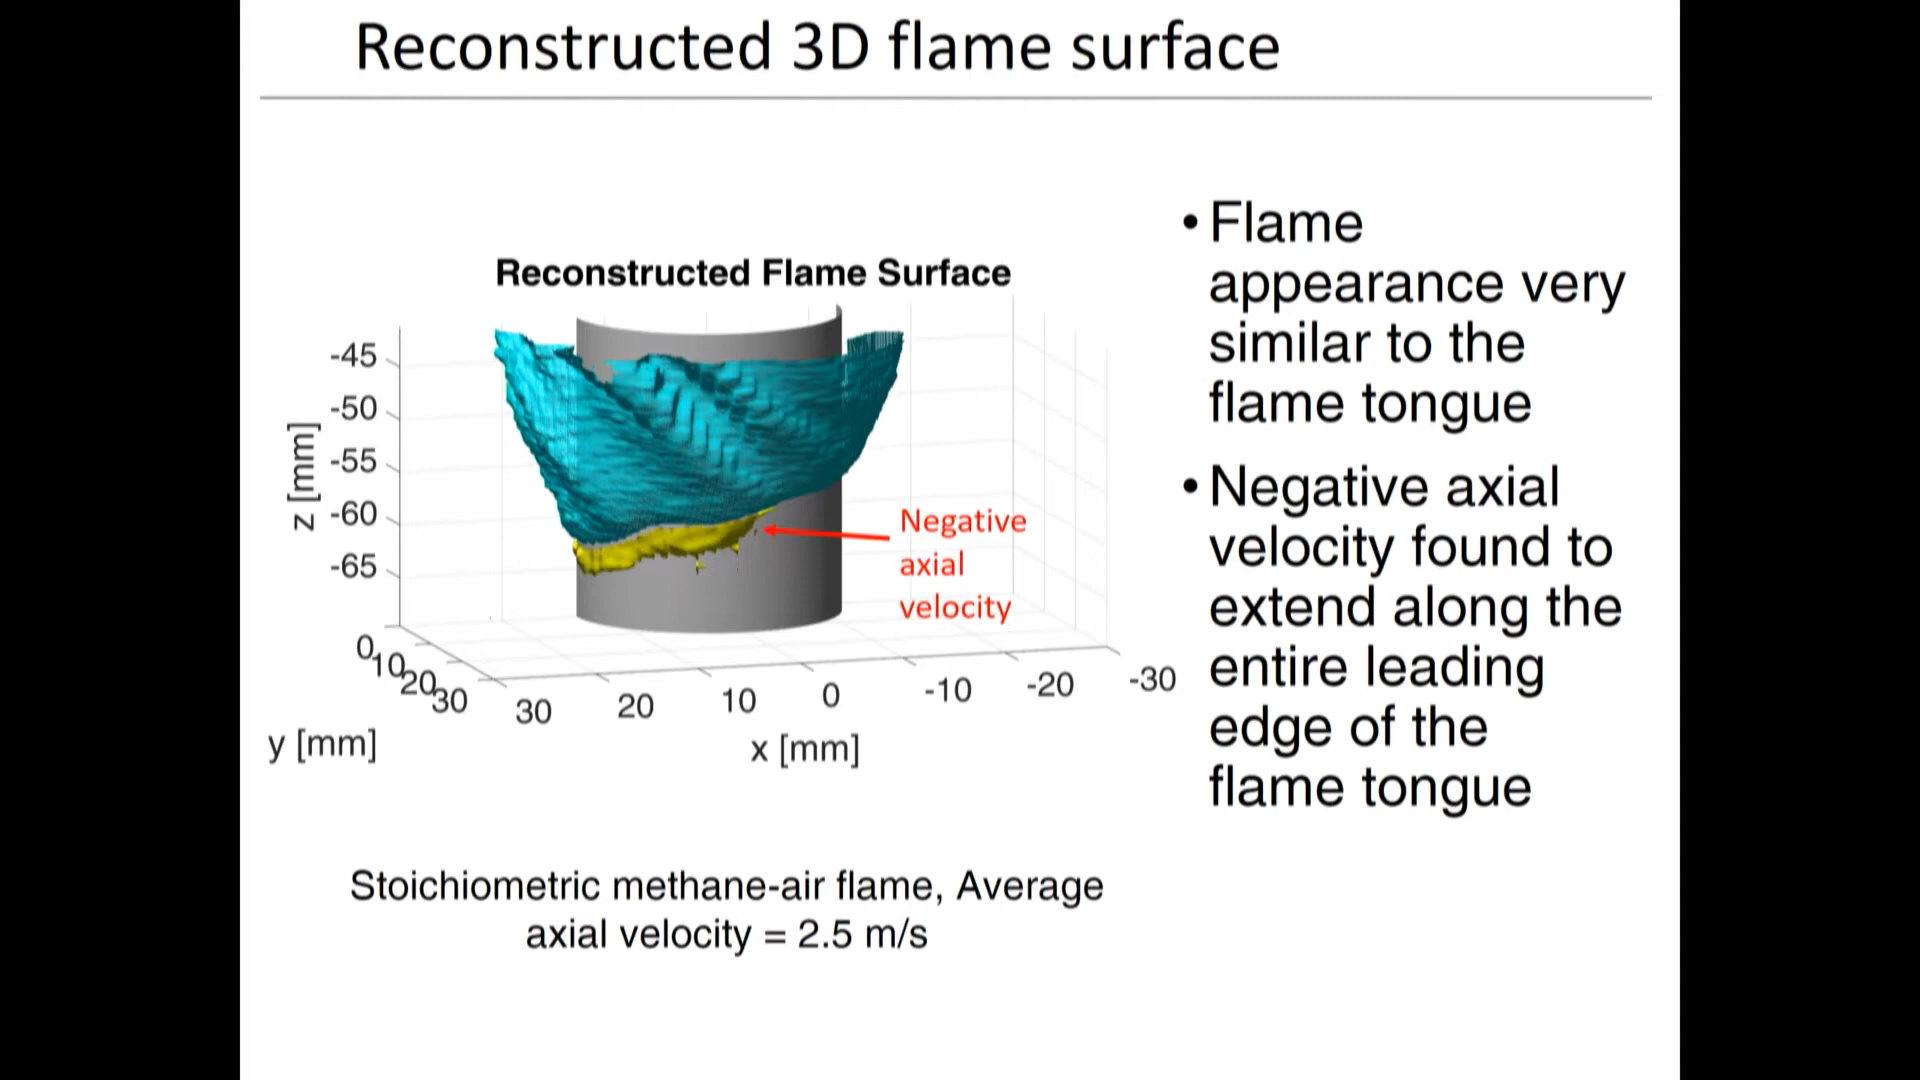 Reconstructed 3D flame surface
Reconstructed Flame Surface
-45
-50
-55
-60
-65
z [mm]
0
10
20
30
y [mm]
30
20
10
0
-10
-20
-30
x [mm]
Negative
axial
velocity
Stoichiometric methane-air flame, Average
axial velocity = 2.5 m/s
• Flame
appearance very
similar to the
flame tongue
• Negative axial
velocity found to
extend along the
entire leading
edge of the
flame tongue